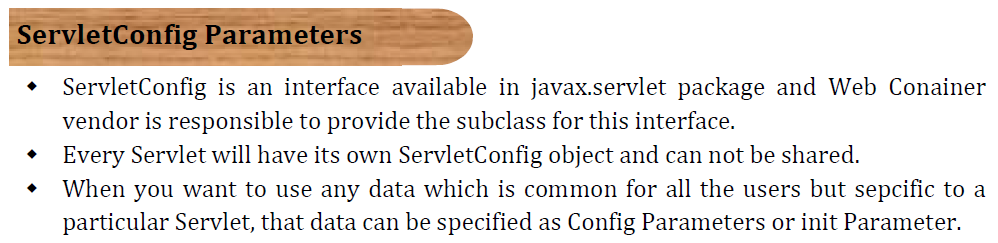 ServletConfig Parameters
◆ ServletConfig is an interface available in javax.servlet package and Web Conainer
vendor is responsible to provide the subclass for this interface.
◆ Every Servlet will have its own ServletConfig object and can not be shared.
◆ When you want to use any data which is common for all the users but sepcific to a
particular Servlet, that data can be specified as Config Parameters or init Parameter.